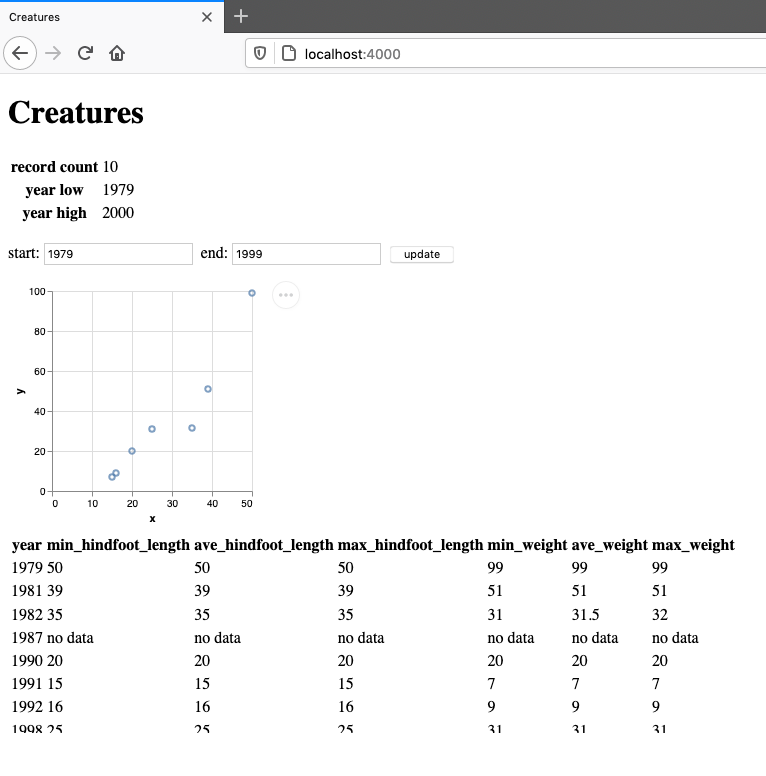 Creatures
localhost:4000
Creatures
record count 10
year low 1979
year high 2000
start: 1979 end: 1999 update
100
80
60
40
20
0
y
0 10 20 30 40 50
x
year min_hindfoot_length ave_hindfoot_length max_hindfoot_length min_weight ave_weight max_weight
1979 50 50 50 99 99 99
1981 39 39 39 51 51 51
1982 35 35 35 31 31.5 32
1987 no data no data no data no data no data no data
1990 20 20 20 20 20 20
1991 15 15 15 7 7 7
1992 16 16 16 9 9 9
1998 25 25 25 31 31 31